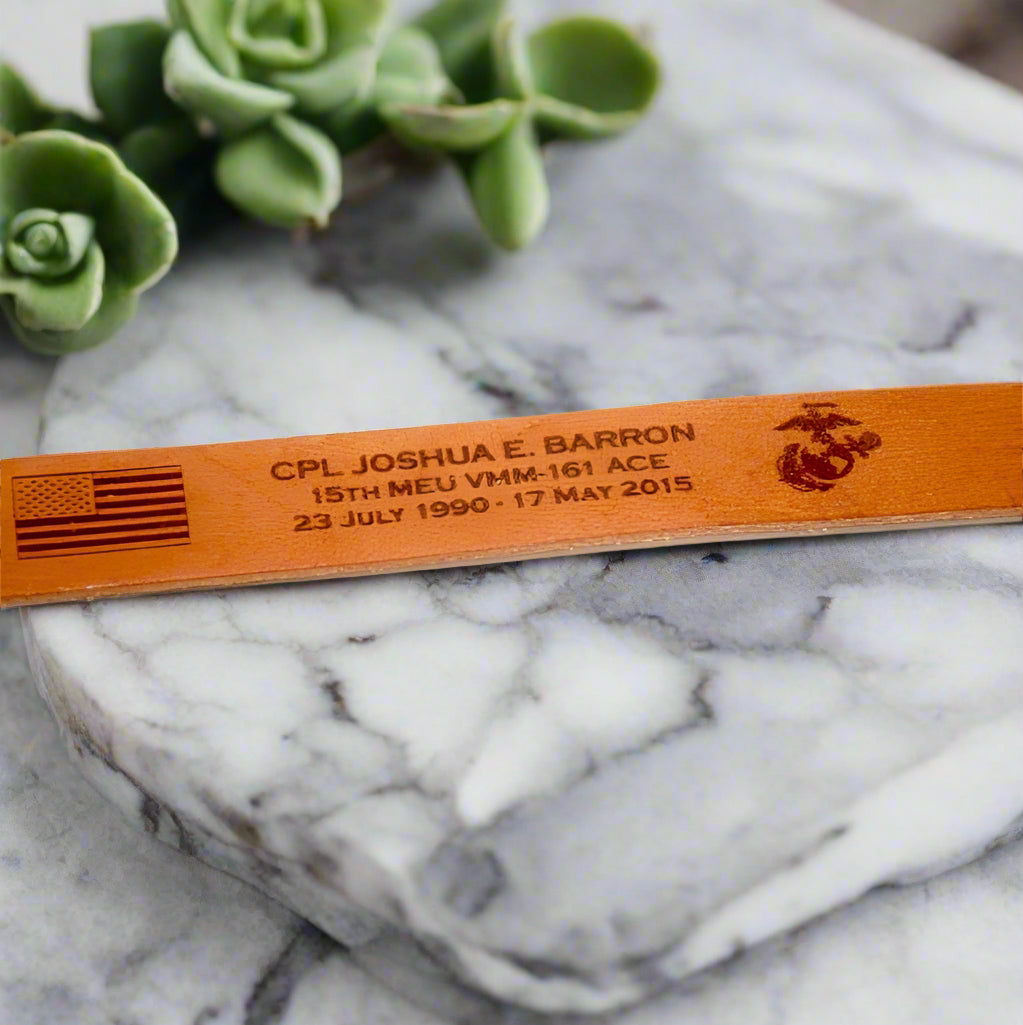 CPL JOSHUA E. BARRON
15TH MEU VMM-161 ACE
23 JULY 1990 - 17 MAY 2015